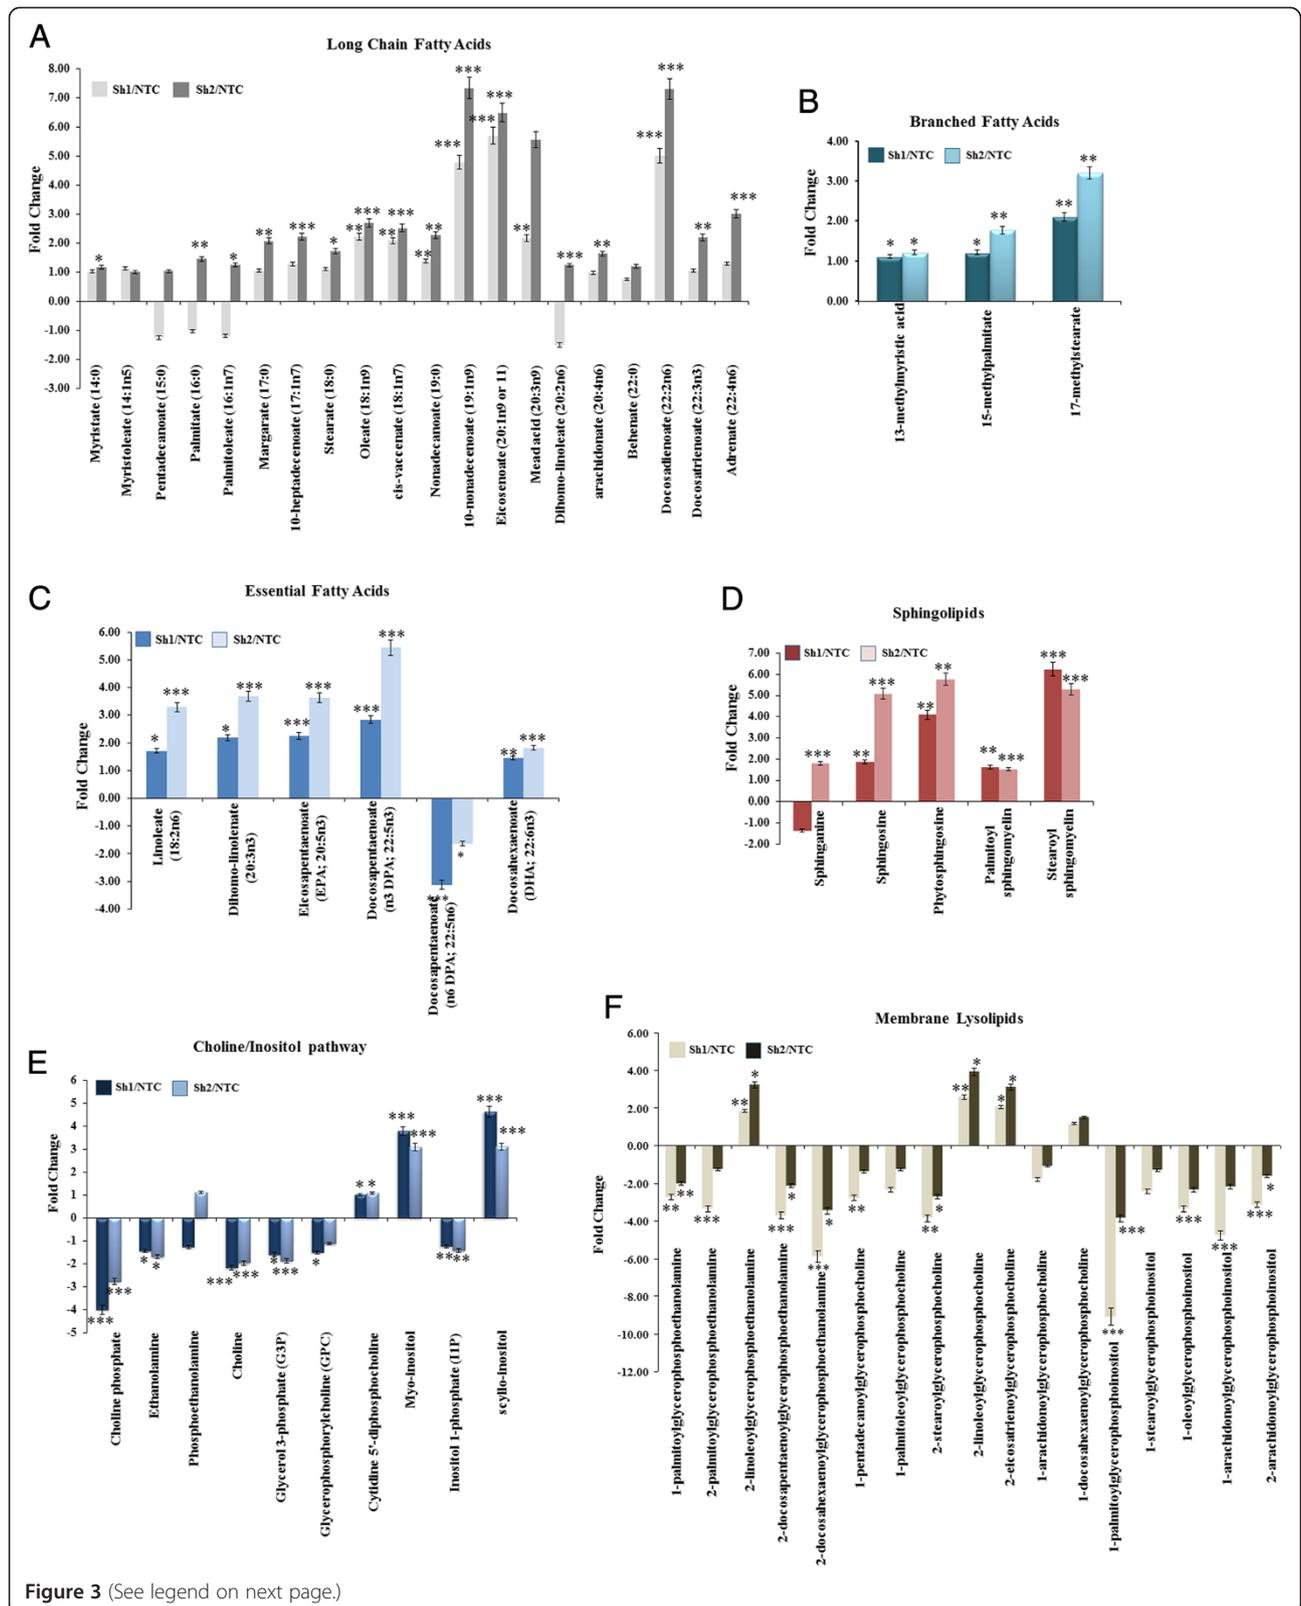 A
Long Chain Fatty Acids
Sh1/NTC Sh2/NTC
Fold Change
8.00
7.00
6.00
5.00
4.00
3.00
2.00
1.00
0.00
-1.00
-2.00
-3.00
Myristate (14:0)
Myristoleate (14:1n5)
Pentadecanoate (15:0)
Palmitate (16:0)
Palmitoleate (16:1n7)
Margarate (17:0)
10-heptadecenoate (17:1n7)
Stearate (18:0)
Oleate (18:1n9)
cis-vaccenate (18:1n7)
Nonadecanoate (19:0)
10-nonadecenoate (19:1n9)
Eicosenoate (20:1n9 or 11)
Mead acid (20:3n9)
Dihomo-linoleate (20:2n6)
arachidonate (20:4n6)
Behenate (22:0)
Docosadienoate (22:2n6)
Docosatrienoate (22:3n3)
Adrenate (22:4n6)
B
Branched Fatty Acids
Sh1/NTC Sh2/NTC
Fold Change
4.00
3.00
2.00
1.00
0.00
13-methylmyristic acid
15-methylpalmitate
17-methylstearate
C
Essential Fatty Acids
Sh1/NTC Sh2/NTC
Fold Change
6.00
5.00
4.00
3.00
2.00
1.00
0.00
-1.00
-2.00
-3.00
-4.00
Linoleate
(18:2n6)
Dihomo-linolenate
(20:3n3)
Eicosapentaenoate
(EPA; 20:5n3)
Docosapentaenoate
(n3 DPA; 22:5n3)
Docosapentaenoate
(n6 DPA; 22:5n6)
Docosahexaenoate
(DHA; 22:6n3)
D
Sphingolipids
Sh1/NTC Sh2/NTC
Fold Change
7.00
6.00
5.00
4.00
3.00
2.00
1.00
0.00
-1.00
-2.00
Sphinganine
Sphingosine
Phytosphingosine
Palmitoyl
sphingomyelin
Stearoyl
sphingomyelin
E
Choline/Inositol pathway
Sh1/NTC Sh2/NTC
Fold Change
6
5
4
3
2
1
0
-1
-2
-3
-4
-5
Choline phosphate
Ethanolamine
Phosphoethanolamine
Choline
Glycerol 3-phosphate (G3P)
Glycerophosphorylcholine (GPC)
Cytidine 5'-diphosphocholine
Myo-inositol
Inositol 1-phosphate (I1P)
scyllo-inositol
F
Membrane Lysolipids
Sh1/NTC Sh2/NTC
Fold Change
6.00
4.00
2.00
0.00
-2.00
-4.00
-6.00
-8.00
-10.00
-12.00
1-palmitoylglycerophosphoethanolamine
2-palmitoylglycerophosphoethanolamine
2-linoleoylglycerophosphoethanolamine
2-docosapentaenoylglycerophosphoethanolamine
2-docosahexaenoylglycerophosphoethanolamine
1-pentadecanoylglycerophosphocholine
1-palmitoleoylglycerophosphocholine
2-stearoylglycerophosphocholine
2-linoleoylglycerophosphocholine
2-eicosatrienoylglycerophosphocholine
1-arachidonoylglycerophosphocholine
1-docosahexaenoylglycerophosphocholine
1-palmitoylglycerophosphoinositol
1-stearoylglycerophosphoinositol
1-oleoylglycerophosphoinositol
1-arachidonoylglycerophosphoinositol
2-arachidonoylglycerophosphoinositol
Figure 3 (See legend on next page.)